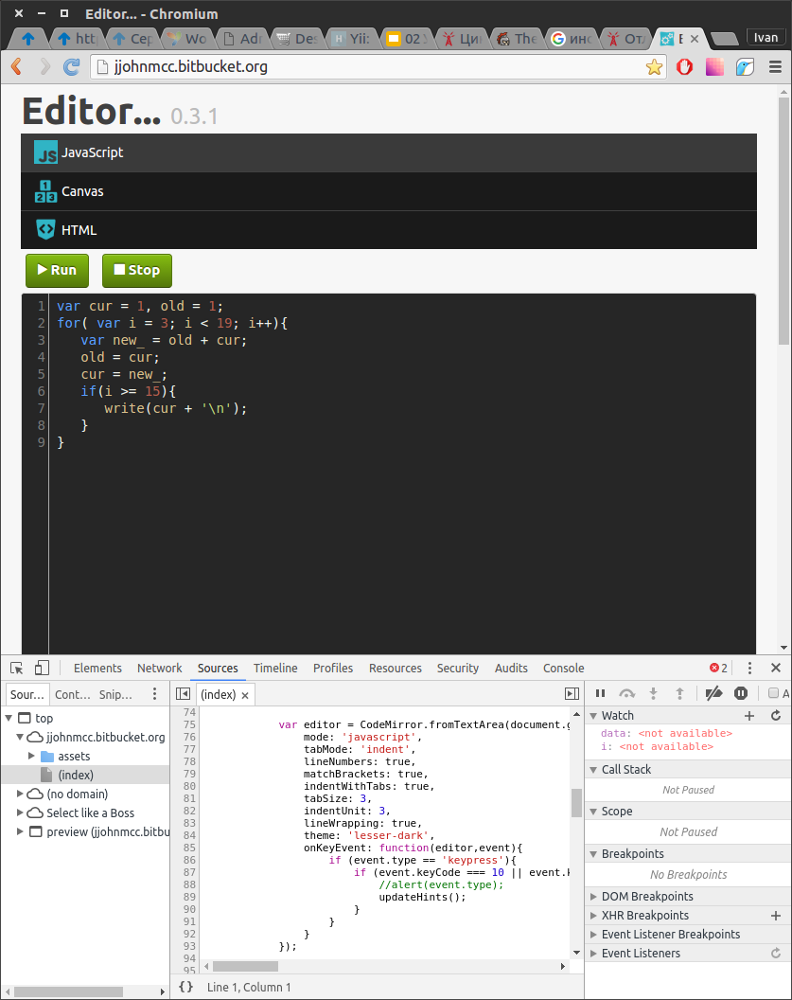 Editor... - Chromium
Ivan
htt
Сер
Wo
Adr
De
Yii:
02
Ци
The
инс
Отл
jjohnmcc.bitbucket.org
Editor... 0.3.1
JS JavaScript
1 2 3 Canvas
HTML
Run Stop
1 var cur = 1, old = 1;
2 for( var i = 3; i < 19; i++){
3 var new_ = old + cur;
4 old = cur;
5 cur = new_;
6 if(i >= 15){
7 write(cur + '\n');
8 }
9 }
Elements Network Sources Timeline Profiles Resources Security Audits Console 2
Sour... Cont... Snip...
top
jjohnmcc.bitbucket.org
assets
(index)
(no domain)
Select like a Boss
preview (jjohnmcc.bitbu
(index)
74
75 var editor = CodeMirror.fromTextArea(document.g
76 mode: 'javascript',
77 tabMode: 'indent',
78 lineNumbers: true,
79 matchBrackets: true,
80 indentWithTabs: true,
81 tabSize: 3,
82 indentUnit: 3,
83 lineWrapping: true,
84 theme: 'lesser-dark',
85 onKeyEvent: function(editor,event){
86 if (event.type == 'keypress'){
87 if (event.keyCode === 10 || event.k
88 //alert(event.type);
89 updateHints();
90 }
91 }
92 }
93 });
94
95
{} Line 1, Column 1
A
Watch
data: <not available>
i: <not available>
Call Stack
Not Paused
Scope
Not Paused
Breakpoints
No Breakpoints
DOM Breakpoints
XHR Breakpoints
Event Listener Breakpoints
Event Listeners